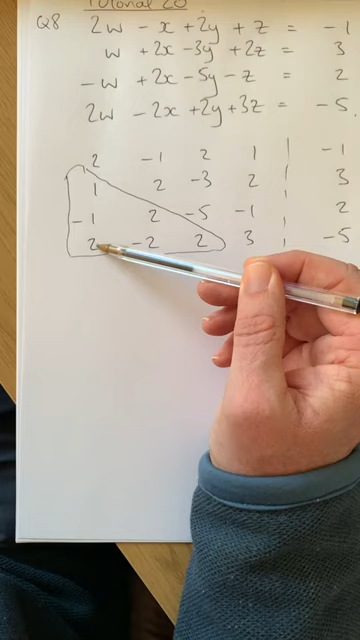 Tutorial 20
Q8 2w - x + 2y + z = -1
w + 2x - 3y + 2z = 3
-w + 2x - 5y - z = 2
2w - 2x + 2y + 3z = -5
2 -1 2 1 | -1
1 2 -3 2 | 3
-1 2 -5 -1 | 2
2 -2 2 3 | -5